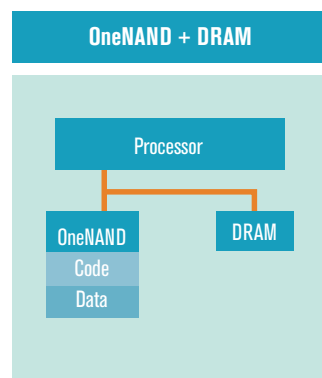 OneNAND + DRAM
Processor
OneNAND
DRAM
Code
Data